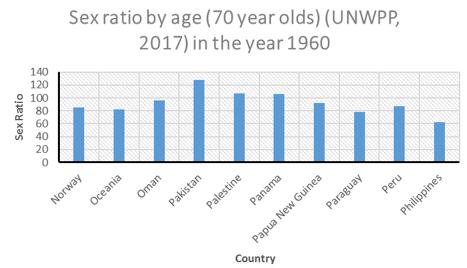 Sex ratio by age (70 year olds) (UNWPP,
2017) in the year 1960
Sex Ratio
140
120
100
80
60
40
20
0
Norway
Oceania
Oman
Pakistan
Palestine
Panama
Papua New Guinea
Paraguay
Peru
Philippines
Country